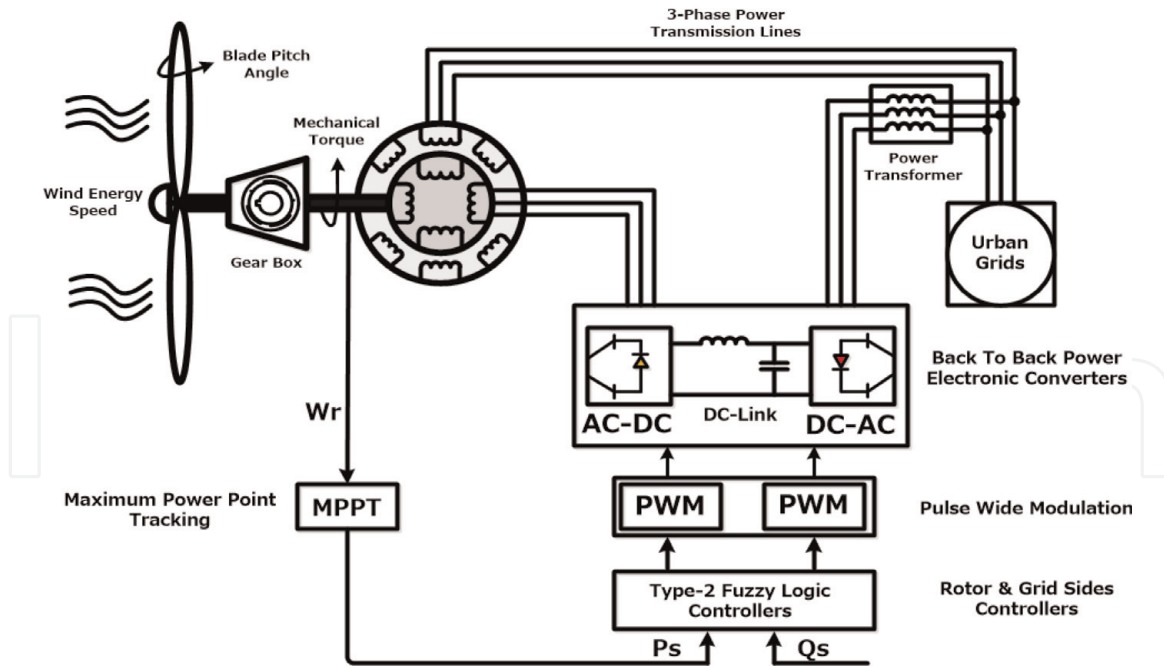 3-Phase Power
Transmission Lines
Blade Pitch
Angle
Mechanical
Torque
Wind Energy
Speed
Gear Box
Power
Transformer
Urban
Grids
AC-DC
DC-Link
DC-AC
Back To Back Power
Electronic Converters
Wr
Maximum Power Point
Tracking
MPPT
PWM
PWM
Pulse Wide Modulation
Type-2 Fuzzy Logic
Controllers
Rotor & Grid Sides
Controllers
Ps
Qs